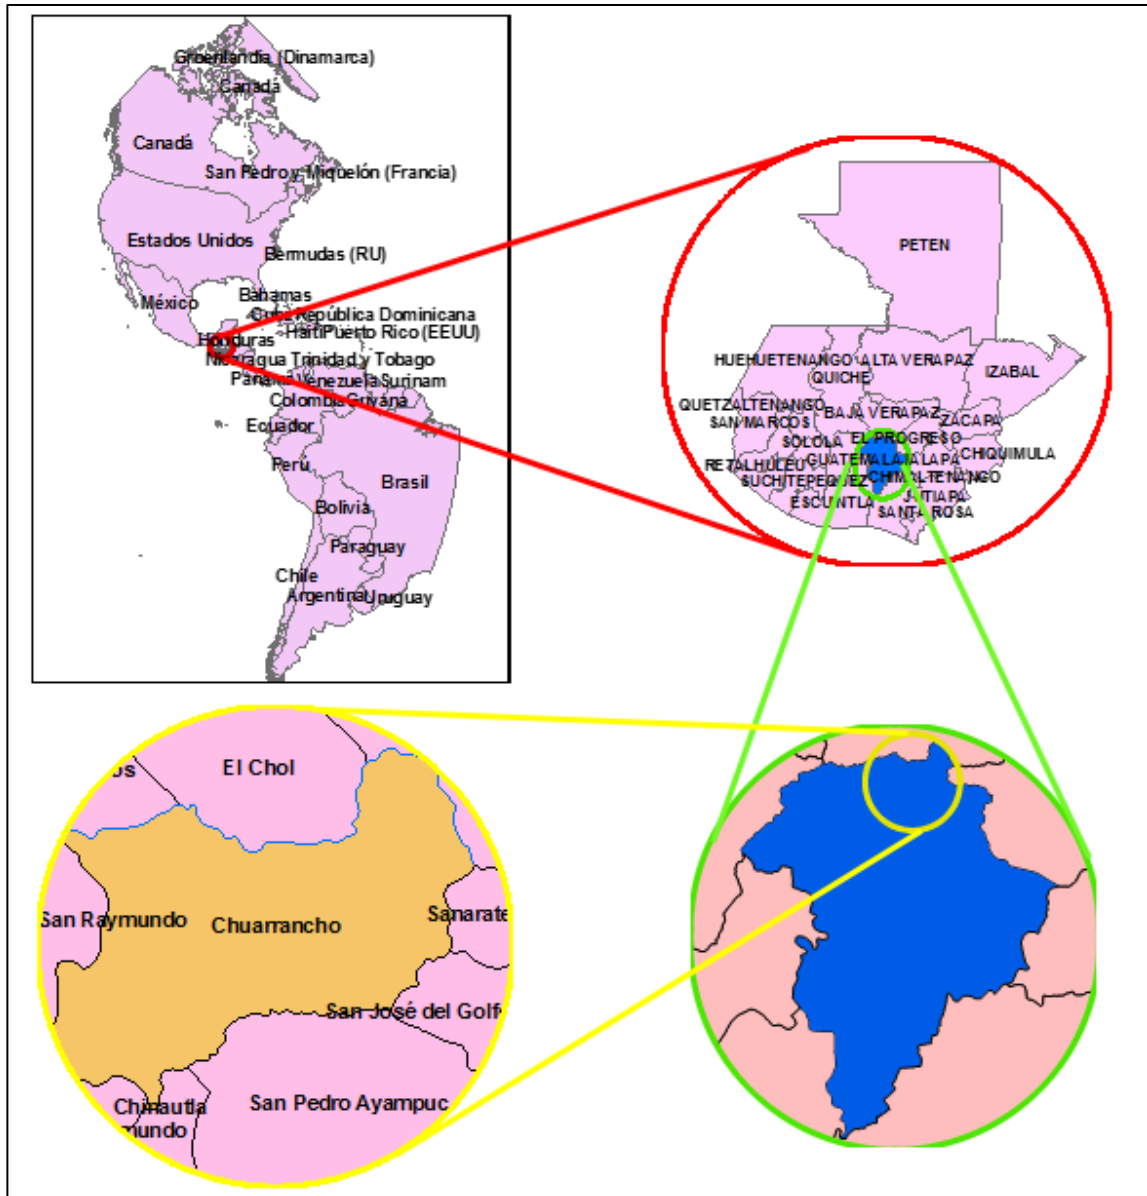 Groenlandia (Dinamarca)
Canadá
Canadá
San Pedro y Miquelón (Francia)
Estados Unidos
Bermudas (RU)
Bahamas
México
Cuba República Dominicana
Haití Puerto Rico (EEUU)
Honduras
Nicaragua Trinidad y Tobago
Panamá Venezuela Surinam
Colombia Guyana
Ecuador
Perú
Brasil
Bolivia
Paraguay
Chile
Argentina Uruguay
PETEN
HUEHUETENANGO ALTA VERAPAZ
QUICHE
IZABAL
QUETZALTENANGO
BAJA VERAPAZ
SAN MARCOS
ZACAPA
SOLOLA
EL PROGRESO
RETALHULEU
GUATEMALA JALAPA
CHIQUIMULA
SUCHITEPEQUEZ
CHIMALTENANGO
ESCUINTLA
JUTIAPA
SANTA ROSA
os
El Chol
San Raymundo
Chuarrancho
Sanarate
San José del Golf
Chinautla
mundo
San Pedro Ayampuc